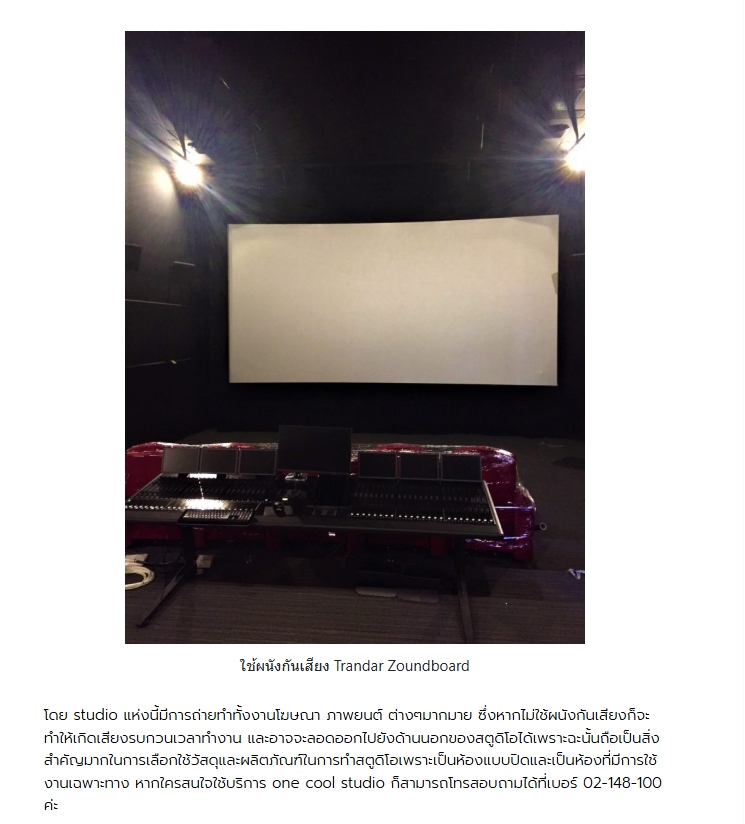 ใช้ผนังกันเสียง Trandar Zoundboard
โดย studio แห่งนี้มีการถ่ายทำทั้งงานโฆษณา ภาพยนต์ ต่างๆมากมาย ซึ่งหากไม่ใช้ผนังกันเสียงก็จะ
ทำให้เกิดเสียงรบกวนเวลาทำงาน และอาจจะลอดออกไปยังด้านนอกของสตูดิโอได้เพราะฉะนั้นถือเป็นสิ่ง
สำคัญมากในการเลือกใช้วัสดุและผลิตภัณฑ์ในการทำสตูดิโอเพราะเป็นห้องแบบปิดและเป็นห้องที่มีการใช้
งานเฉพาะทาง หากใครสนใจใช้บริการ one cool studio ก็สามารถโทรสอบถามได้ที่เบอร์ 02-148-100
ค่ะ